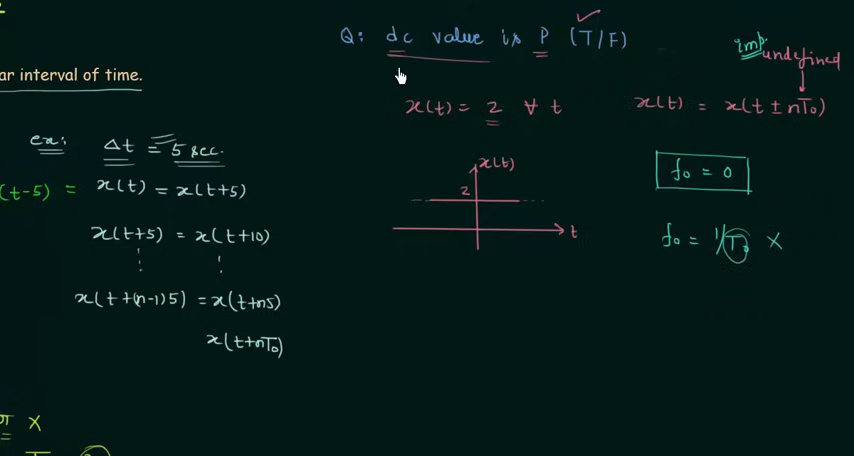 Q: dc value is P (T/F)
ar interval of time.
imp. undefined
x(t) = 2 ∀ t
x(t) = x(t ± nT₀)
ex: Δt = 5 sec.
(t-5) = x(t) = x(t+5)
x(t)
2
t
f₀ = 0
x(t+5) = x(t+10)
f₀ = 1/T₀ X
x(t+(n-1)5) = x(t+n5)
x(t+nT₀)
X